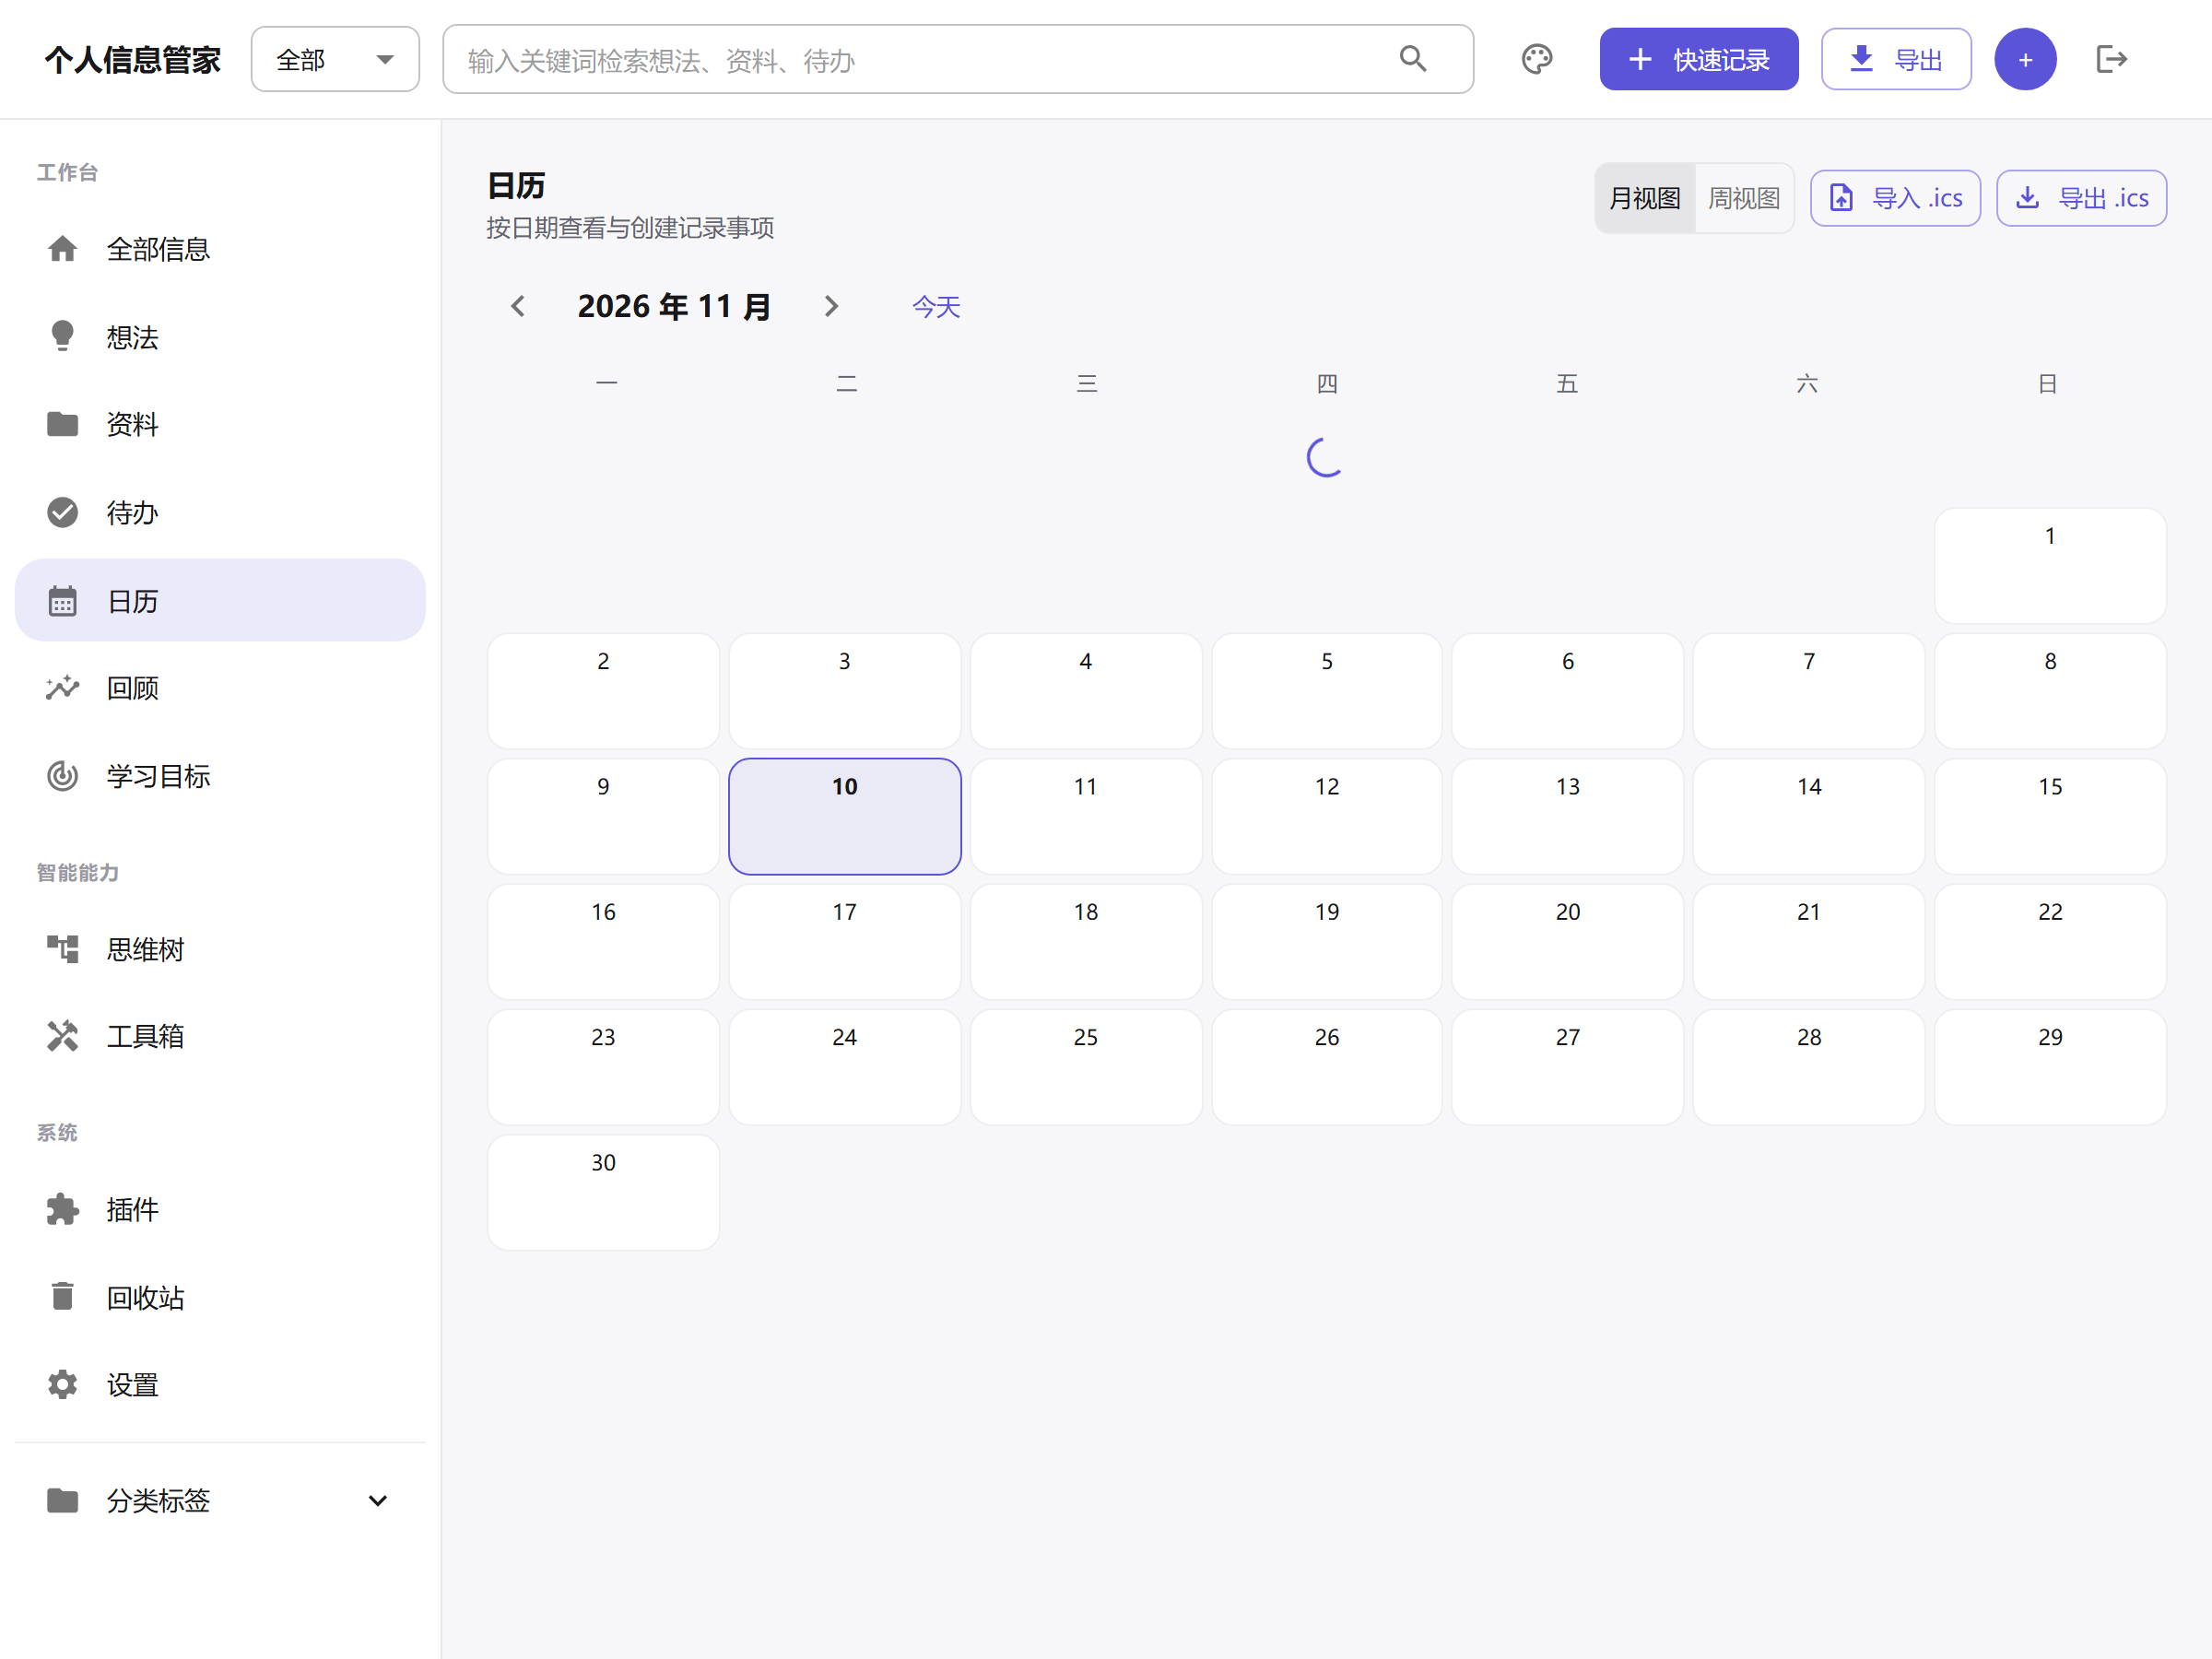 个人信息管家
全部
输入关键词检索想法、资料、待办
快速记录
导出
+
工作台
全部信息
想法
资料
待办
日历
回顾
学习目标
智能能力
思维树
工具箱
系统
插件
回收站
设置
分类标签
日历
按日期查看与创建记录事项
月视图
周视图
导入 .ics
导出 .ics
2026 年 11 月
今天
一 二 三 四 五 六 日
1
2 3 4 5 6 7 8
9 10 11 12 13 14 15
16 17 18 19 20 21 22
23 24 25 26 27 28 29
30